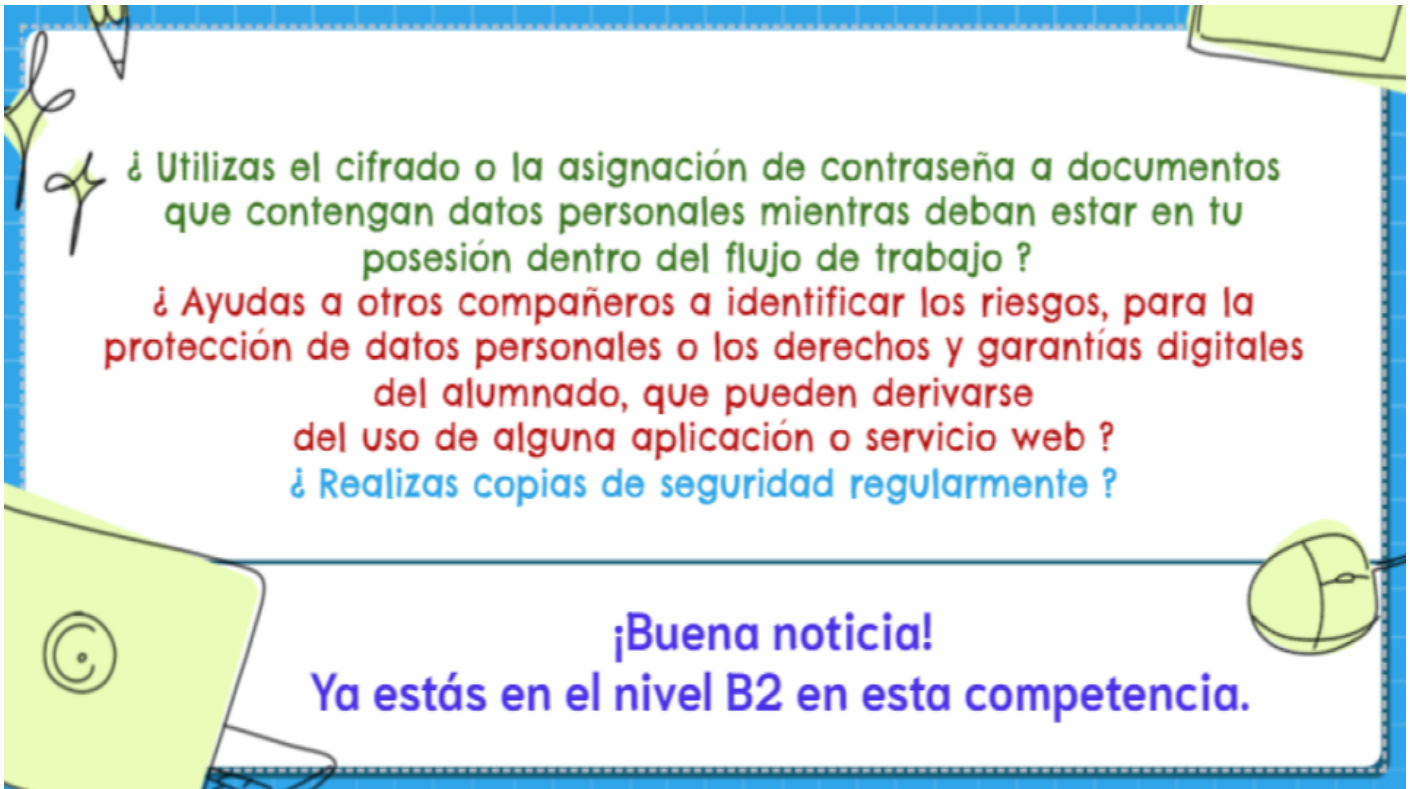 ¿ Utilizas el cifrado o la asignación de contraseña a documentos
que contengan datos personales mientras deban estar en tu
posesión dentro del flujo de trabajo ?
¿ Ayudas a otros compañeros a identificar los riesgos, para la
protección de datos personales o los derechos y garantías digitales
del alumnado, que pueden derivarse
del uso de alguna aplicación o servicio web ?
¿ Realizas copias de seguridad regularmente ?
¡Buena noticia!
Ya estás en el nivel B2 en esta competencia.